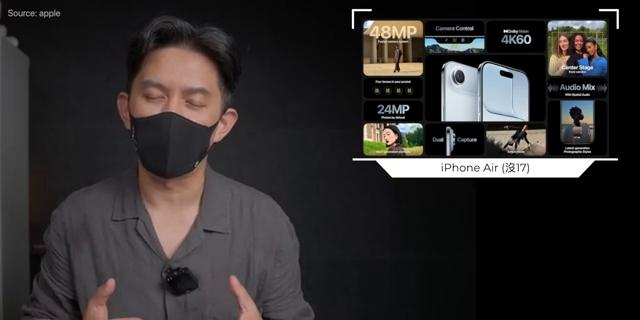 Source: apple
48MP
Camera Control
Dolby Vision
4K60
Center Stage
Audio Mix
24MP
Dual Capture
iPhone Air (沒17)